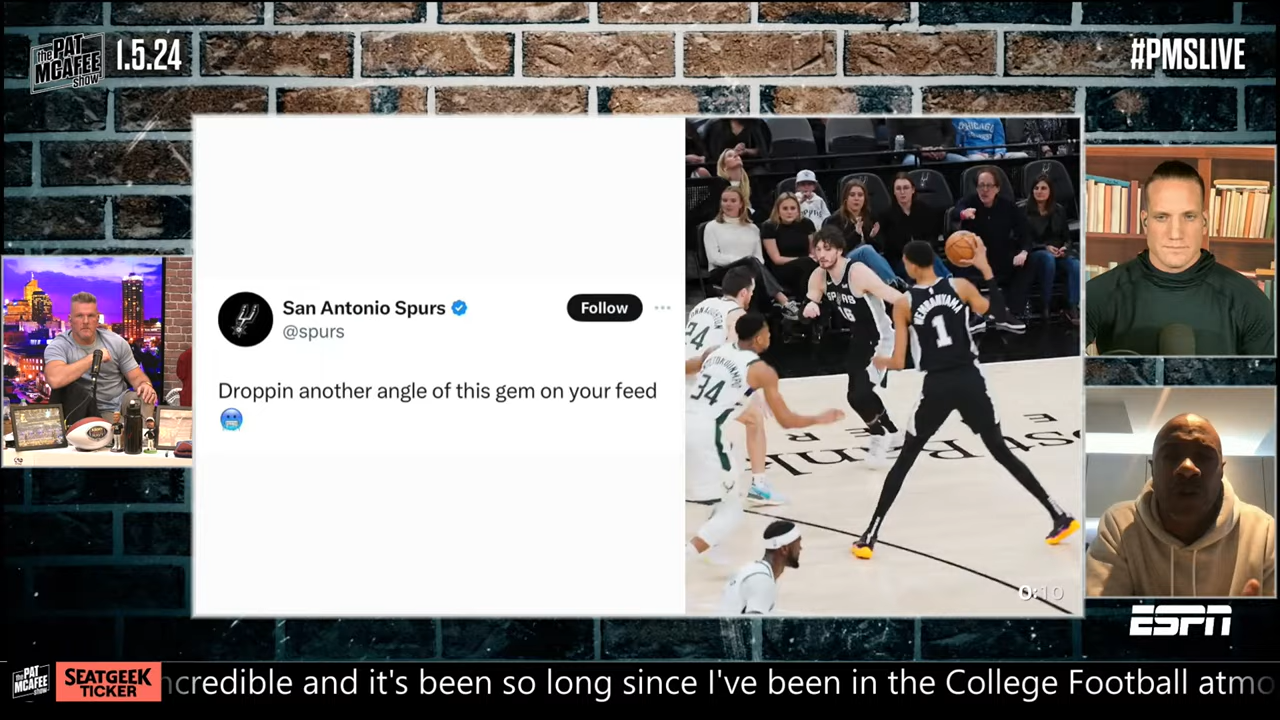 the PAT MCAFEE show
1.5.24
#PMSLIVE
San Antonio Spurs
@spurs
Follow
Droppin another angle of this gem on your feed
CHICAGO
SPURS
16
WEMBANYAMA
1
24
34
0:10
ESPN
the PAT MCAFEE show
SEATGEEK
TICKER
ncredible and it's been so long since I've been in the College Football atmo